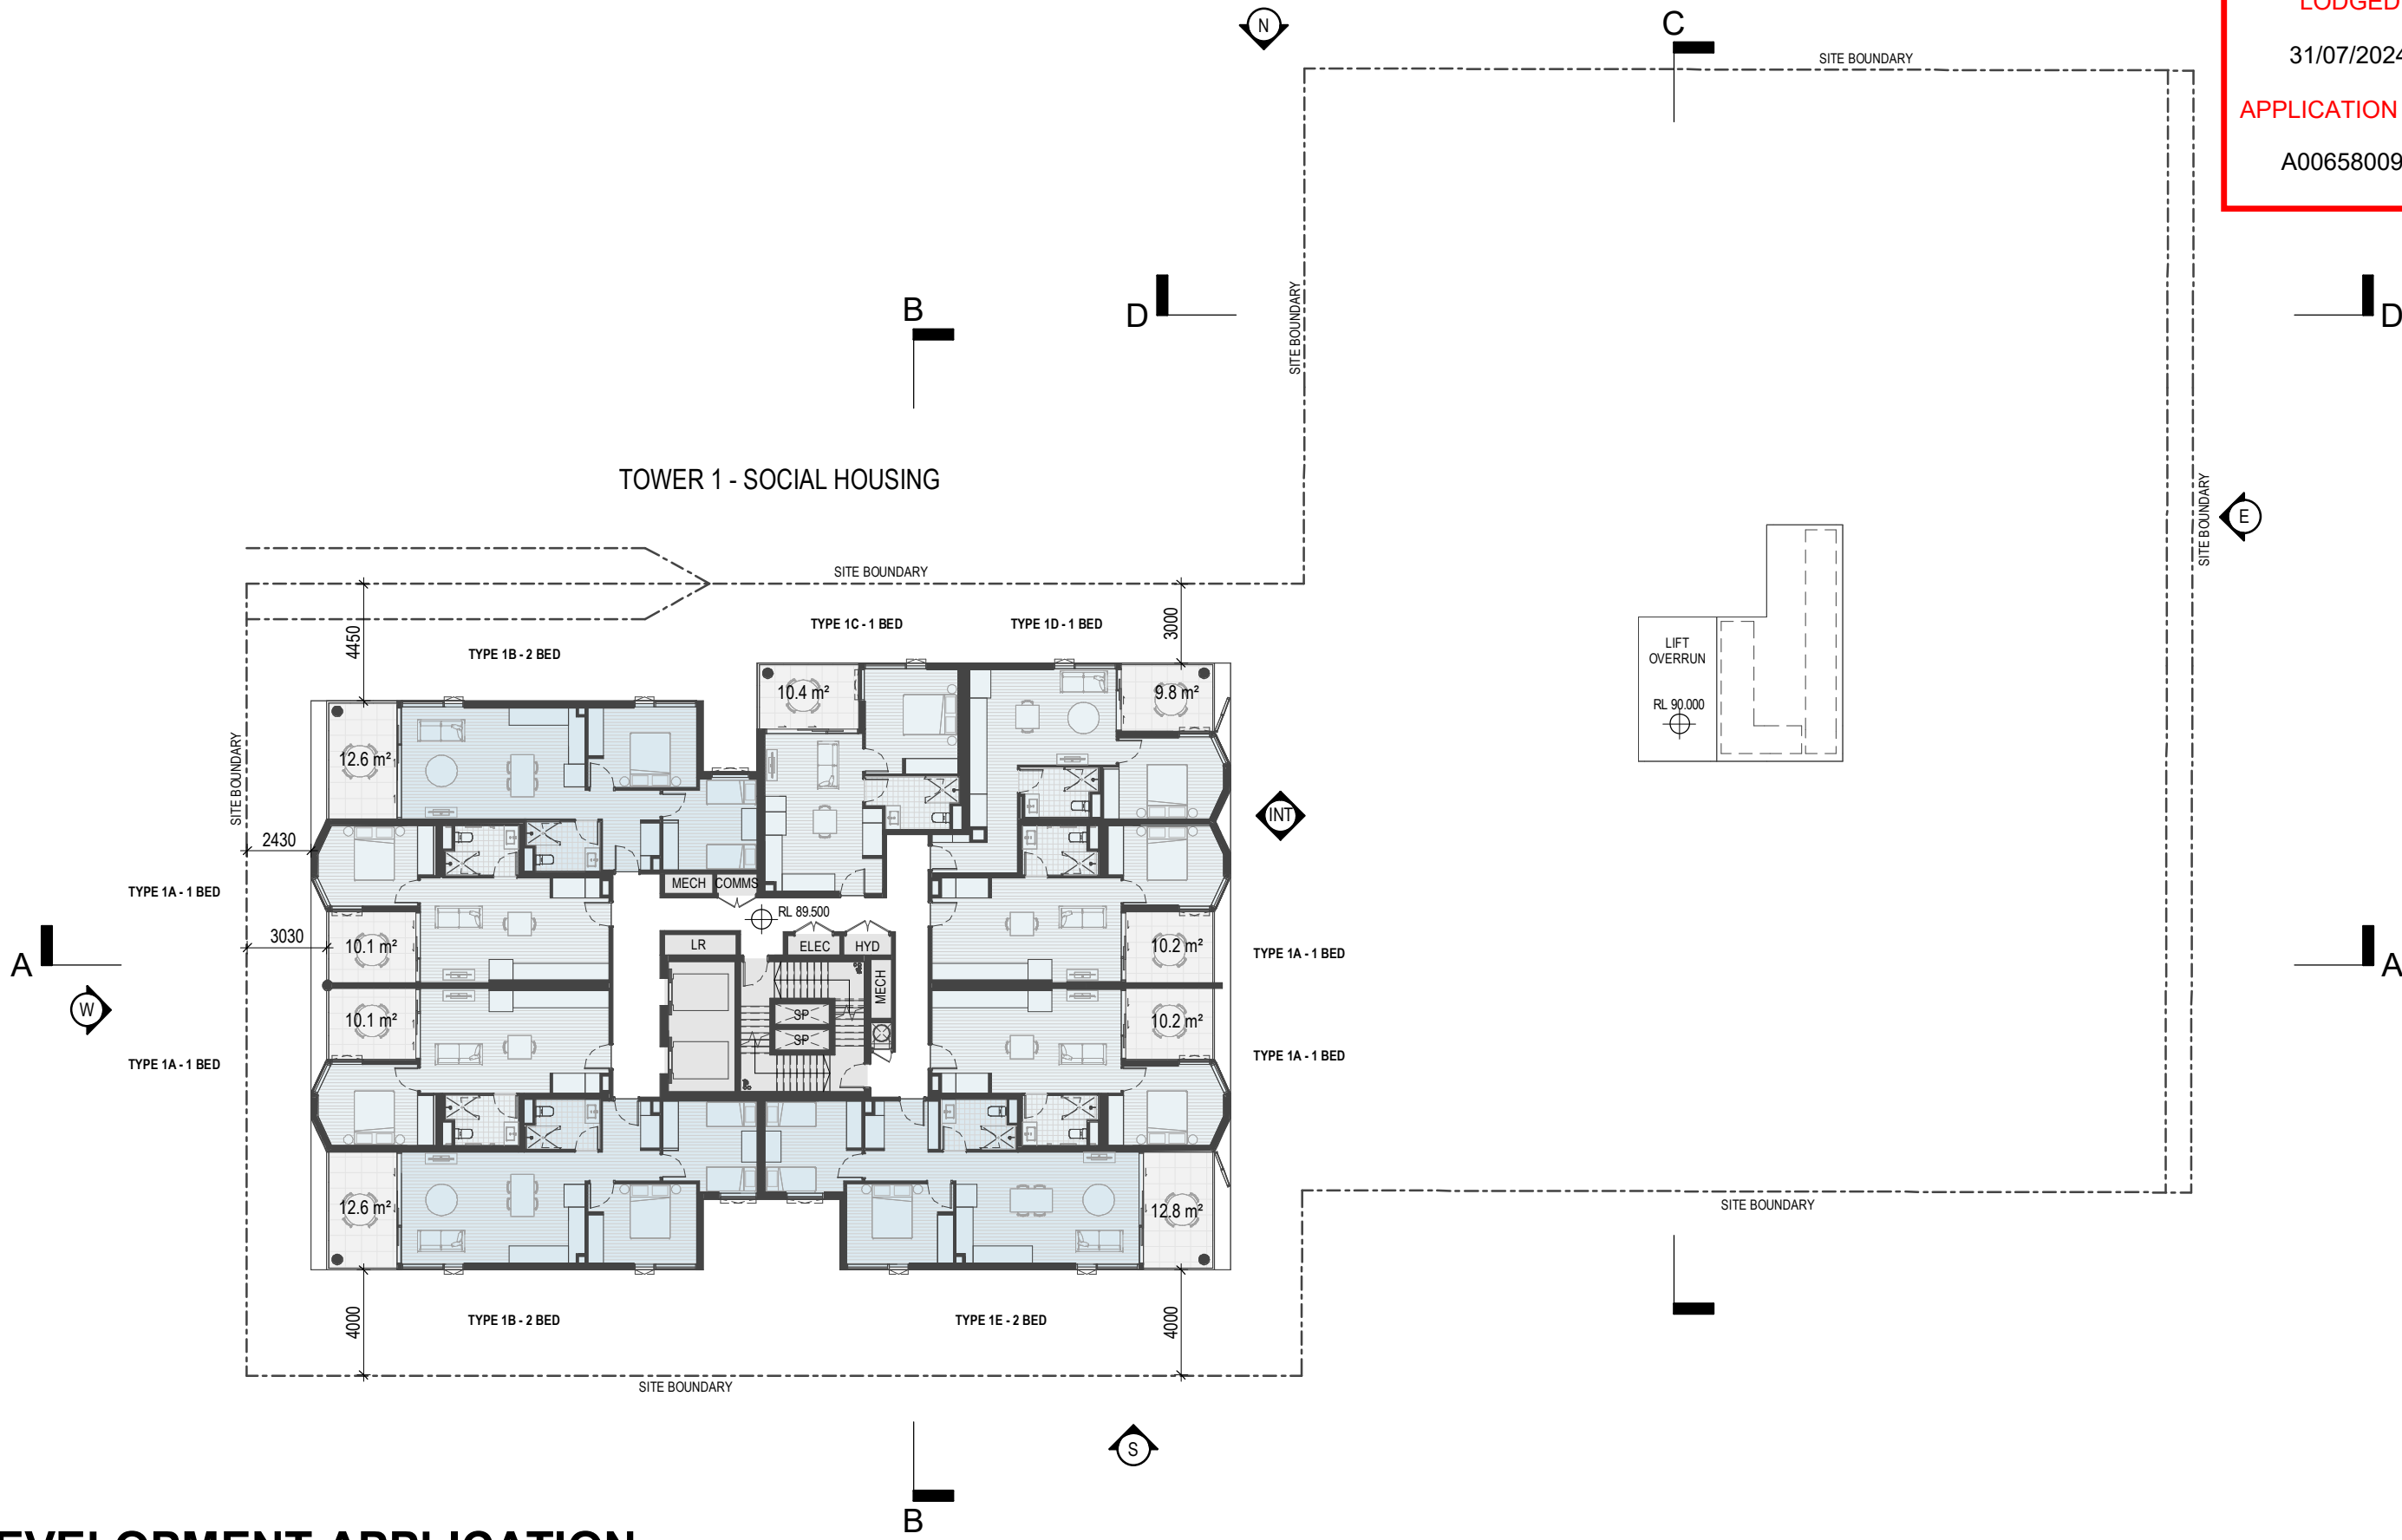 LODGED
31/07/2024
APPLICATION
A00658009
N
C
SITE BOUNDARY
SITE BOUNDARY
B
D
D
TOWER 1 - SOCIAL HOUSING
SITE BOUNDARY
E
SITE BOUNDARY
TYPE 1C - 1 BED
TYPE 1D - 1 BED
3000
4450
TYPE 1B - 2 BED
LIFT
OVERRUN
RL 90.000
10.4 m²
9.8 m²
12.6 m²
SITE BOUNDARY
INT
2430
TYPE 1A - 1 BED
MECH
COMMS
RL 89.500
3030
10.1 m²
LR
ELEC
HYD
10.2 m²
TYPE 1A - 1 BED
A
A
W
MECH
10.1 m²
SP
SP
10.2 m²
TYPE 1A - 1 BED
TYPE 1A - 1 BED
12.6 m²
12.8 m²
SITE BOUNDARY
4000
TYPE 1B - 2 BED
TYPE 1E - 2 BED
4000
SITE BOUNDARY
S
B
EVELOPMENT APPLICATION